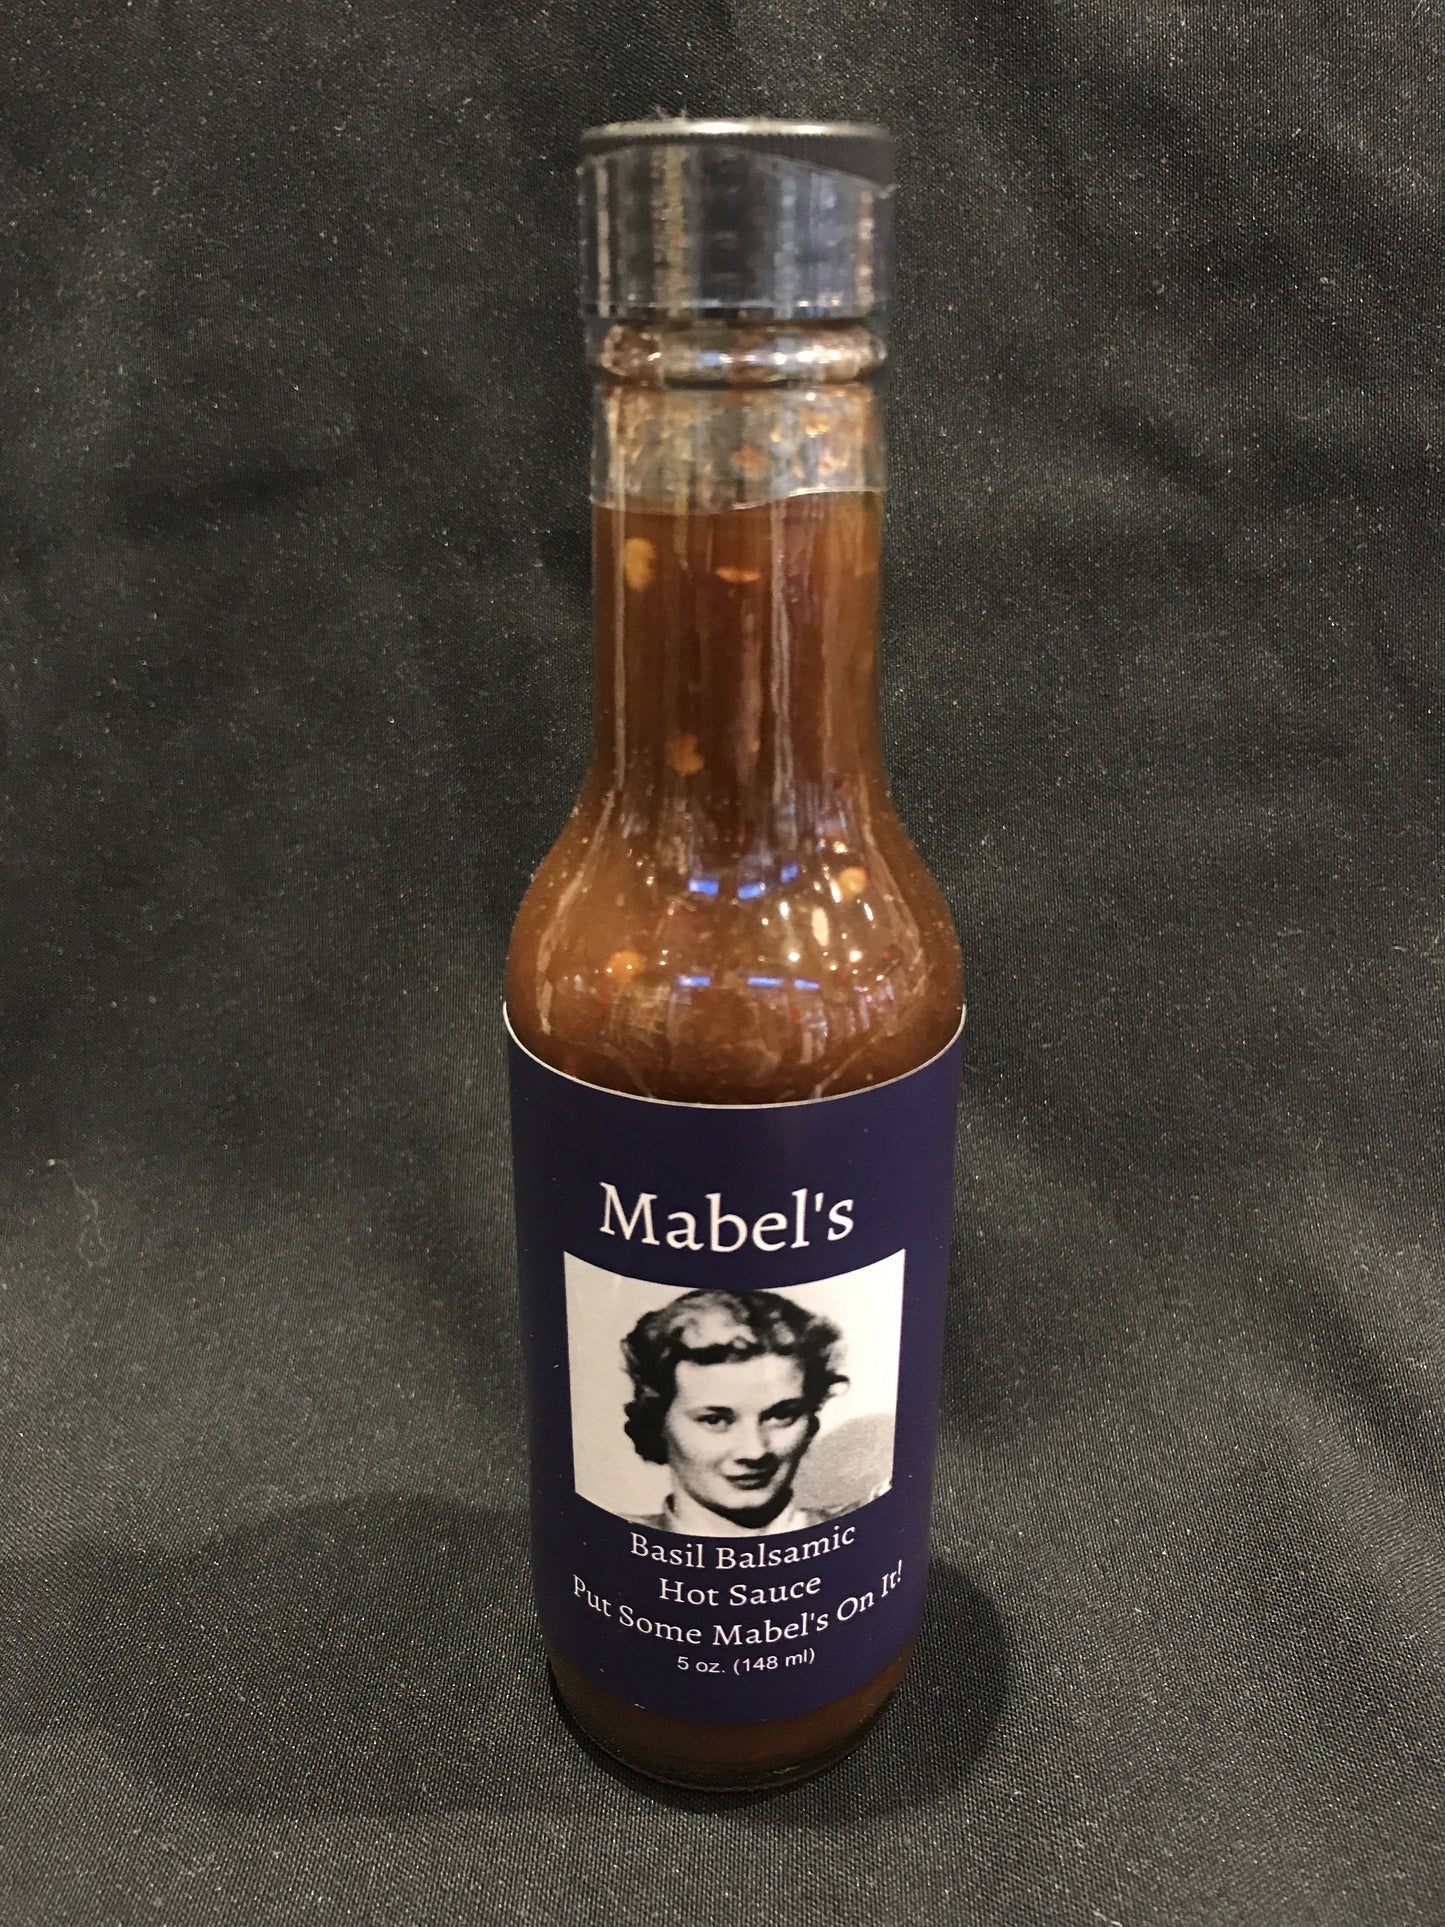 Mabel's
Basil Balsamic
Hot Sauce
Put Some Mabel's On It!
5 oz. (148 ml)